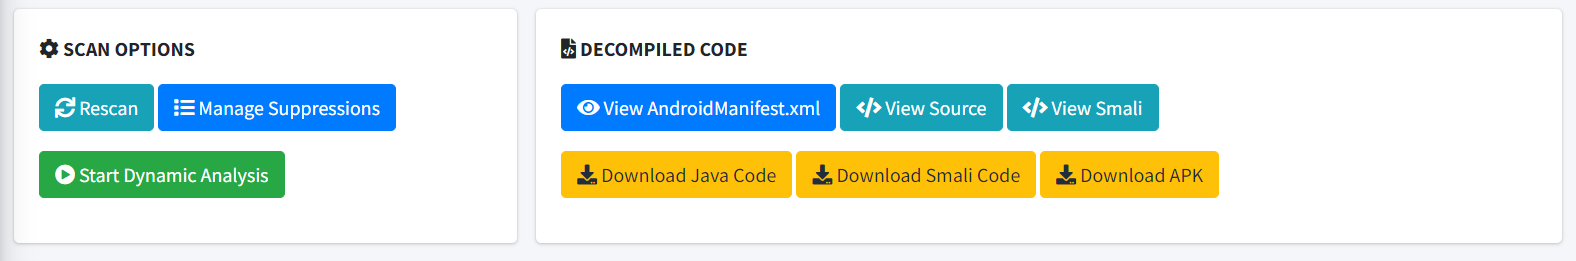 SCAN OPTIONS
Rescan
Manage Suppressions
Start Dynamic Analysis
DECOMPILED CODE
View AndroidManifest.xml
View Source
View Smali
Download Java Code
Download Smali Code
Download APK